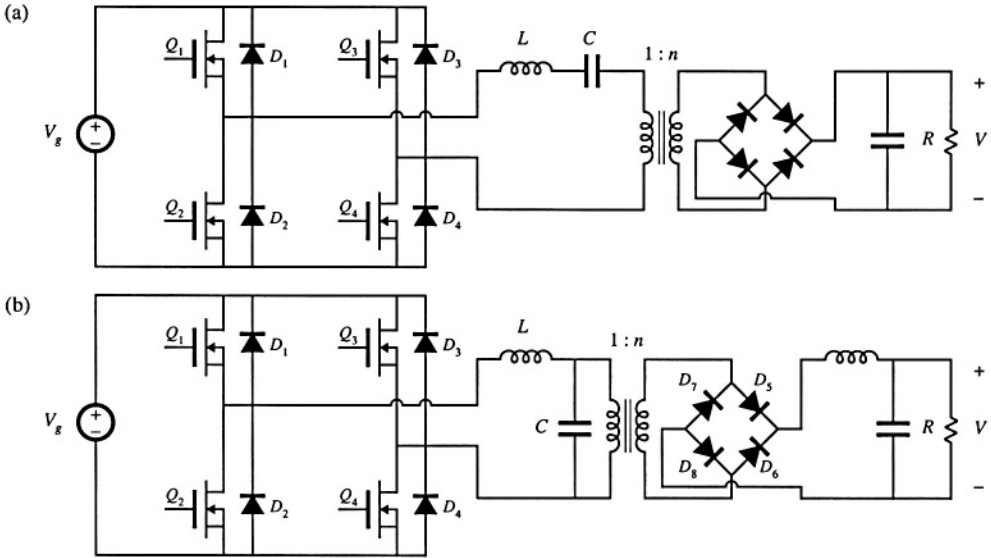 (a)
Q1 D1 Q3 D3
L C 1 : n
Vg + −
R + V −
Q2 D2 Q4 D4
(b)
Q1 D1 Q3 D3
L 1 : n
D7 D5
Vg + −
C
R + V −
D8 D6
Q2 D2 Q4 D4